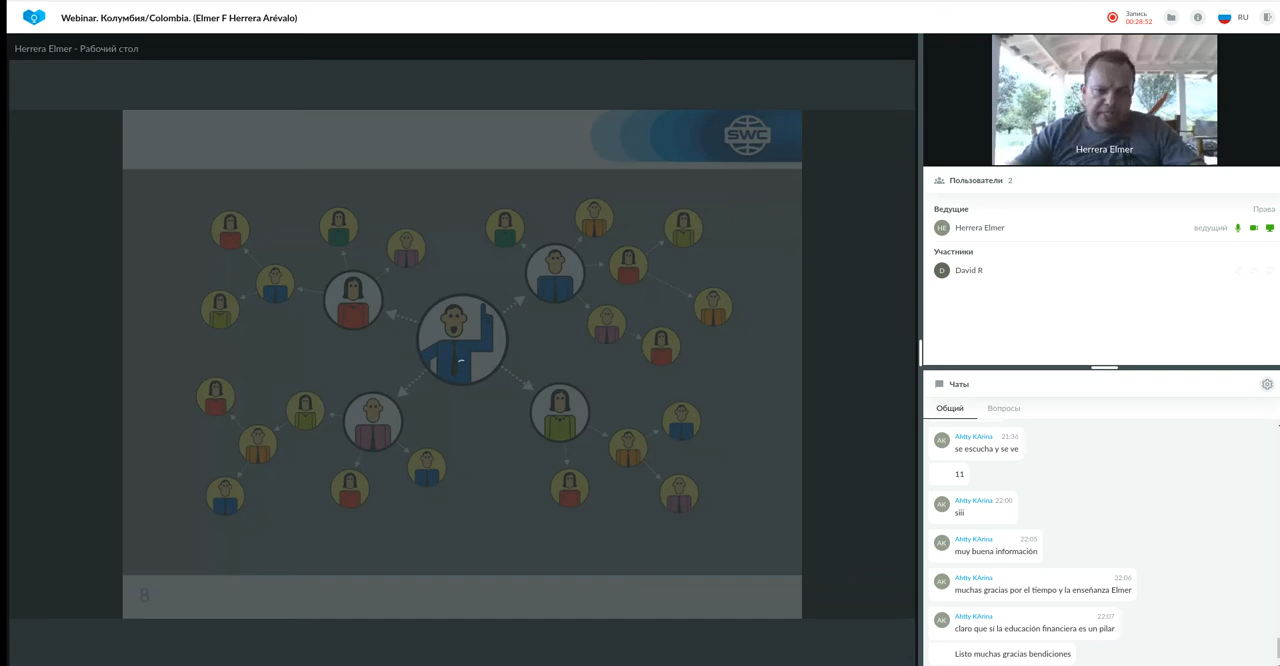 Webinar. Колумбия/Colombia. (Elmer F Herrera Arévalo)
Запись
00:28:52
RU
Herrera Elmer - Рабочий стол
SWC
8
Herrera Elmer
Пользователи 2
Ведущие
Права
HE
Herrera Elmer
ведущий
Участники
D
David R
Чаты
Общий
Вопросы
AK
Ahtty KArina 21:36
se escucha y se ve
11
AK
Ahtty KArina 22:00
siii
AK
Ahtty KArina 22:05
muy buena información
AK
Ahtty KArina 22:06
muchas gracias por el tiempo y la enseñanza Elmer
AK
Ahtty KArina 22:07
claro que sí la educación financiera es un pilar
Listo muchas gracias bendiciones